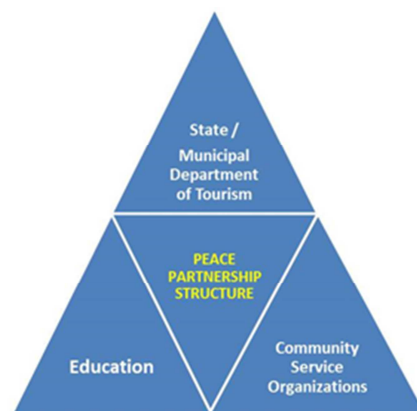 State /
Municipal
Department
of Tourism
PEACE
PARTNERSHIP
STRUCTURE
Education
Community
Service
Organizations